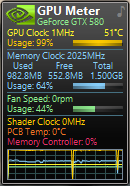 GPU Meter
GeForce GTX 580
GPU Clock: 1MHz 51°C
Usage: 99%
Memory Clock: 2025MHz
Used Free Total
982.8MB 552.8MB 1.500GB
Usage: 64%
Fan Speed: 0rpm
Usage: 44%
Shader Clock: 0MHz
PCB Temp: 0°C
Memory Controller: 0%